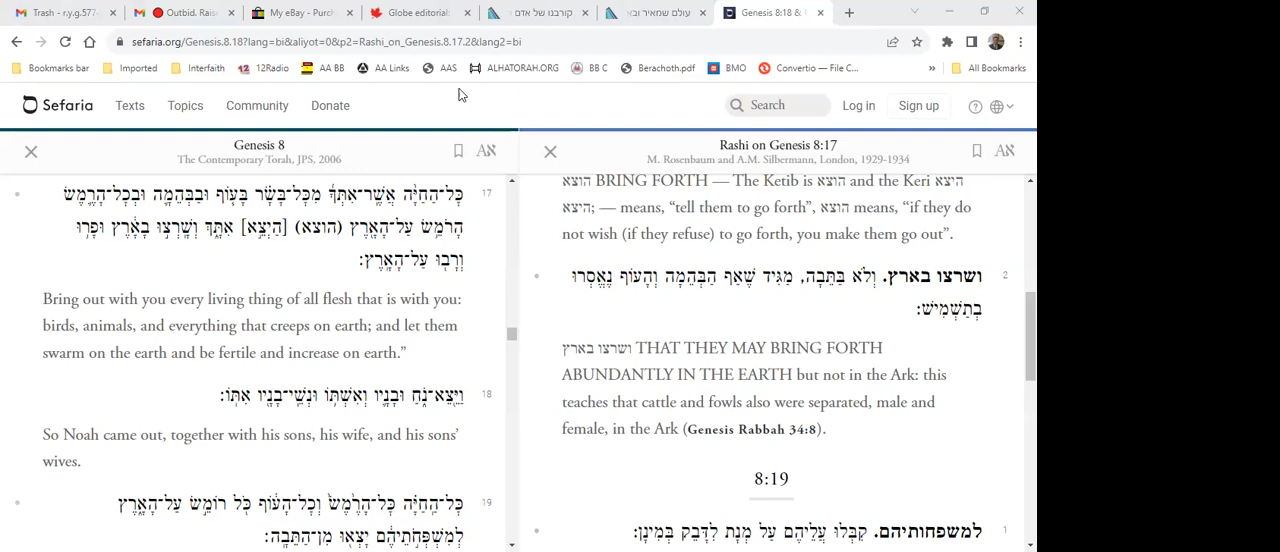 Trash - r.y.g.577
Outbid. Raise
My eBay - Purch
Globe editorial
קורבנו של אדם ו
עולם שמאיר ובא
Genesis 8:18 & 
sefaria.org/Genesis.8.18?lang=bi&aliyot=0&p2=Rashi_on_Genesis.8.17.2&lang2=bi
Bookmarks bar
Imported
Interfaith
12Radio
AA BB
AA Links
AAS
ALHATORAH.ORG
BB C
Berachoth.pdf
BMO
Convertio — File C...
»
All Bookmarks
Sefaria
Texts
Topics
Community
Donate
Search
Log in
Sign up
Genesis 8
The Contemporary Torah, JPS, 2006
17
כׇּל־הַחַיָּ֨ה אֲשֶֽׁר־אִתְּךָ֜ מִכׇּל־בָּשָׂ֗ר בָּע֧וֹף וּבַבְּהֵמָ֛ה וּבְכׇל־הָרֶ֛מֶשׂ
הָרֹמֵ֥שׂ עַל־הָאָ֖רֶץ (הוצא) [הַיְצֵ֣א] אִתָּ֑ךְ וְשָֽׁרְצ֣וּ בָאָ֔רֶץ וּפָר֥וּ
וְרָב֖וּ עַל־הָאָֽרֶץ׃
Bring out with you every living thing of all flesh that is with you:
birds, animals, and everything that creeps on earth; and let them
swarm on the earth and be fertile and increase on earth.”
18
וַיֵּ֖צֵא־נֹ֑חַ וּבָנָ֛יו וְאִשְׁתּ֥וֹ וּנְשֵֽׁי־בָנָ֖יו אִתּֽוֹ׃
So Noah came out, together with his sons, his wife, and his sons’
wives.
19
כׇּל־הַֽחַיָּ֗ה כׇּל־הָרֶ֙מֶשׂ֙ וְכׇל־הָע֔וֹף כֹּ֖ל רוֹמֵ֣שׂ עַל־הָאָ֑רֶץ
לְמִשְׁפְּחֹ֣תֵיהֶ֔ם יָצְא֖וּ מִן־הַתֵּבָֽה׃
Rashi on Genesis 8:17
M. Rosenbaum and A.M. Silbermann, London, 1929-1934
הוצא BRING FORTH — The Ketib is הוצא and the Keri היצא
היצא; — means, “tell them to go forth”, הוצא means, “if they do
not wish (if they refuse) to go forth, you make them go out”.
2
ושרצו בארץ. וְלֹא בַתֵּבָה, מַגִּיד שֶׁאַף הַבְּהֵמָה וְהָעוֹף נֶאֱסְרוּ
בְתַשְׁמִישׁ:
ושרצו בארץ THAT THEY MAY BRING FORTH
ABUNDANTLY IN THE EARTH but not in the Ark: this
teaches that cattle and fowls also were separated, male and
female, in the Ark (Genesis Rabbah 34:8).
8:19
1
למשפחותיהם. קִבְּלוּ עֲלֵיהֶם עַל מְנָת לִדָּבֵק בְּמִינָן: